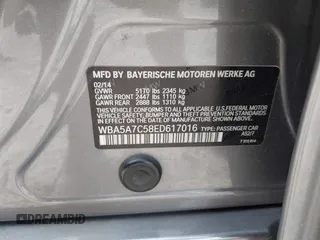 MFD. BY BAYERISCHE MOTOREN WERKE AG
02/14
GVWR 5170 lbs 2345 kg
GAWR FRONT 2447 lbs 1110 kg
GAWR REAR 2888 lbs 1310 kg
THIS VEHICLE CONFORMS TO ALL APPLICABLE U.S.
FEDERAL MOTOR VEHICLE SAFETY, BUMPER, AND
THEFT PREVENTION STANDARDS IN EFFECT ON THE
DATE OF MANUFACTURE SHOWN ABOVE.
WBA5A7C58ED617016 TYPE: PASSENGER CAR
DREAMBID